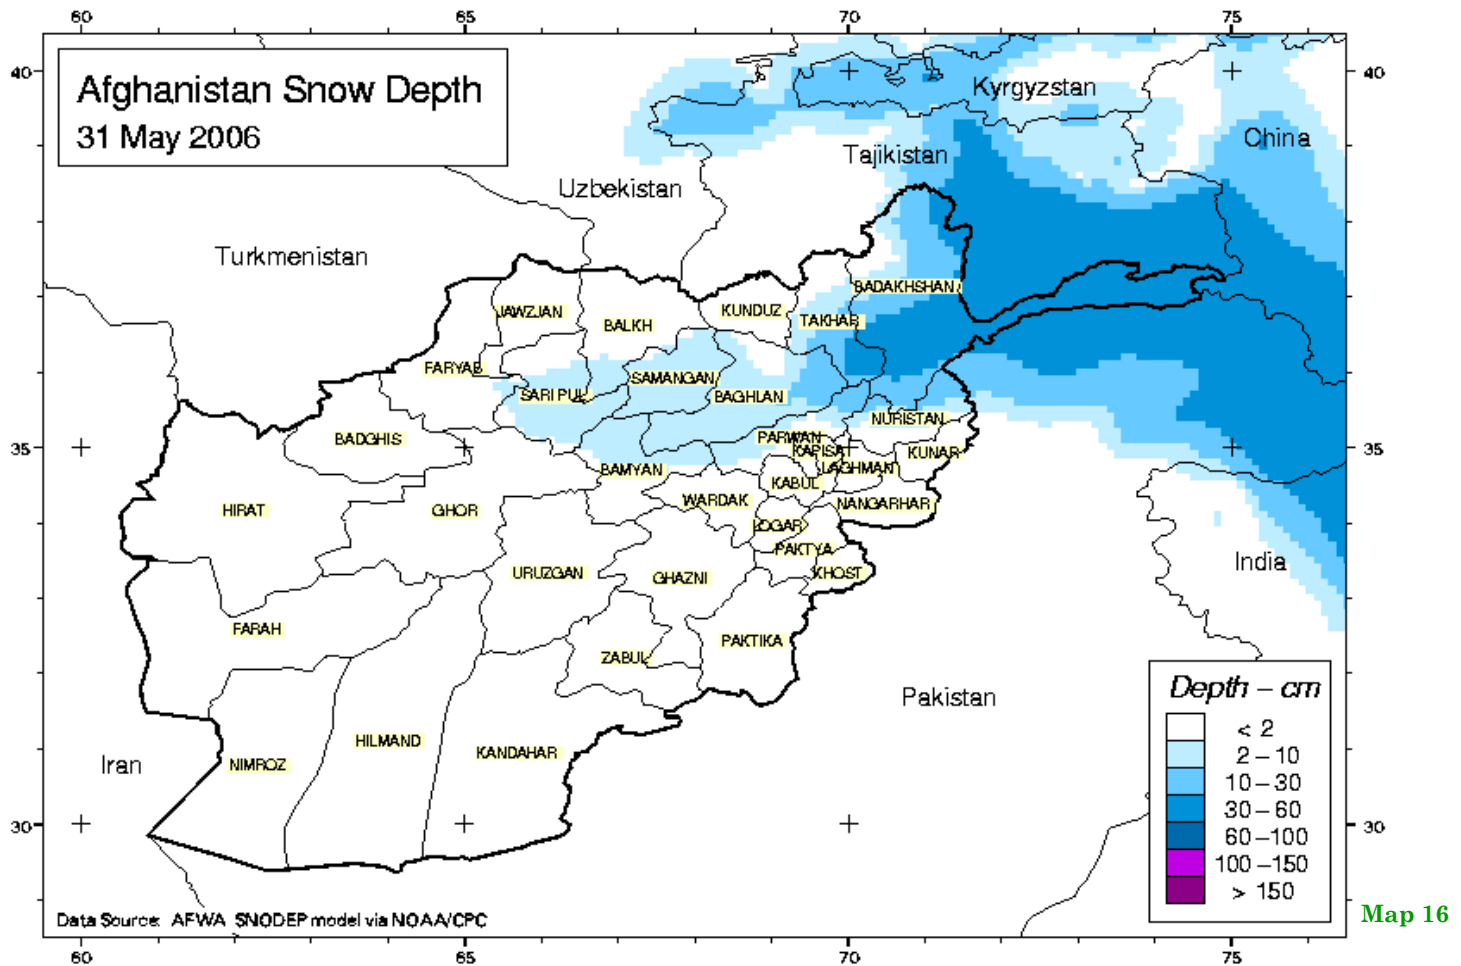 60 65 70 75
Afghanistan Snow Depth
31 May 2006
40 40
Kyrgyzstan
China
Tajikistan
Uzbekistan
Turkmenistan
BADAKHSHAN
JAWZJAN
KUNDUZ
BALKH
TAKHAR
FARYAB
SAMANGAN
SARI PUL
BAGHLAN
NURISTAN
BADGHIS
PARWAN
35 35
KAPISA
KUNAR
BAMYAN
LAGHMAN
KABUL
WARDAK
NANGARHAR
HIRAT
GHOR
LOGAR
PAKTYA
India
URUZGAN
GHAZNI
KHOST
FARAH
PAKTIKA
ZABUL
Pakistan
HILMAND
KANDAHAR
Iran
NIMROZ
Depth - cm
< 2
2 - 10
10 - 30
30 - 60
60 - 100
100 - 150
> 150
30 30
Data Source: AFWA SNODEP model via NOAA/CPC
Map 16
60 65 70 75